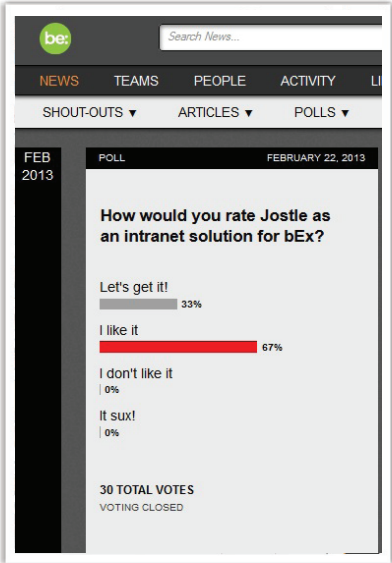 be:
Search News...
NEWS TEAMS PEOPLE ACTIVITY
SHOUT-OUTS ▼ ARTICLES ▼ POLLS ▼
FEB
2013
POLL FEBRUARY 22, 2013
How would you rate Jostle as
an intranet solution for bEx?
Let's get it!
33%
I like it
67%
I don't like it
0%
It sux!
0%
30 TOTAL VOTES
VOTING CLOSED